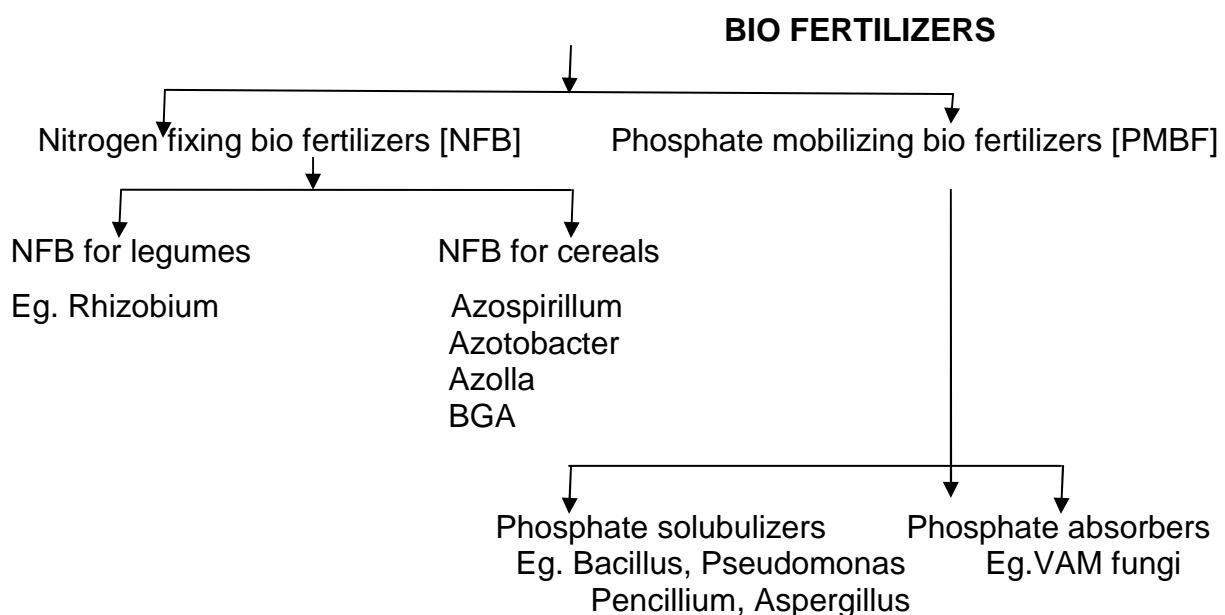 BIO FERTILIZERS
Nitrogen fixing bio fertilizers [NFB]
Phosphate mobilizing bio fertilizers [PMBF]
NFB for legumes
Eg. Rhizobium
NFB for cereals
Azospirillum
Azotobacter
Azolla
BGA
Phosphate solubulizers
Eg. Bacillus, Pseudomonas
Pencillium, Aspergillus
Phosphate absorbers
Eg.VAM fungi